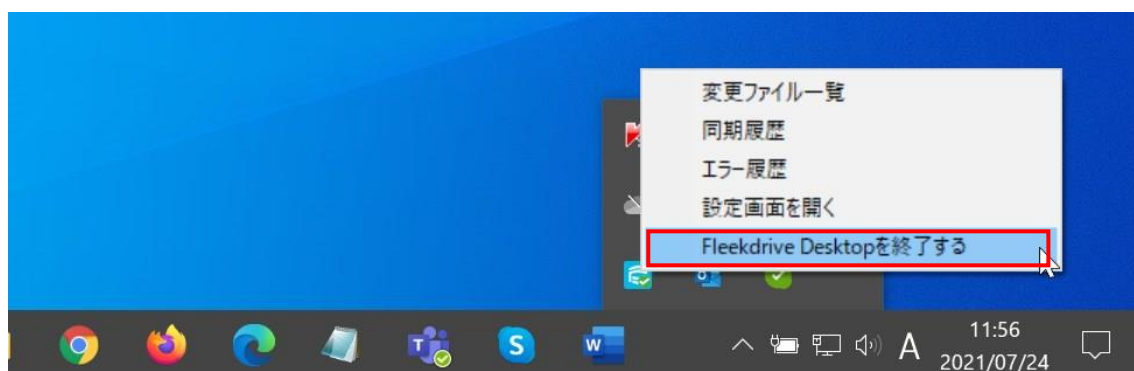 変更ファイル一覧
同期履歴
エラー履歴
設定画面を開く
Fleekdrive Desktopを終了する
A
11:56
2021/07/24